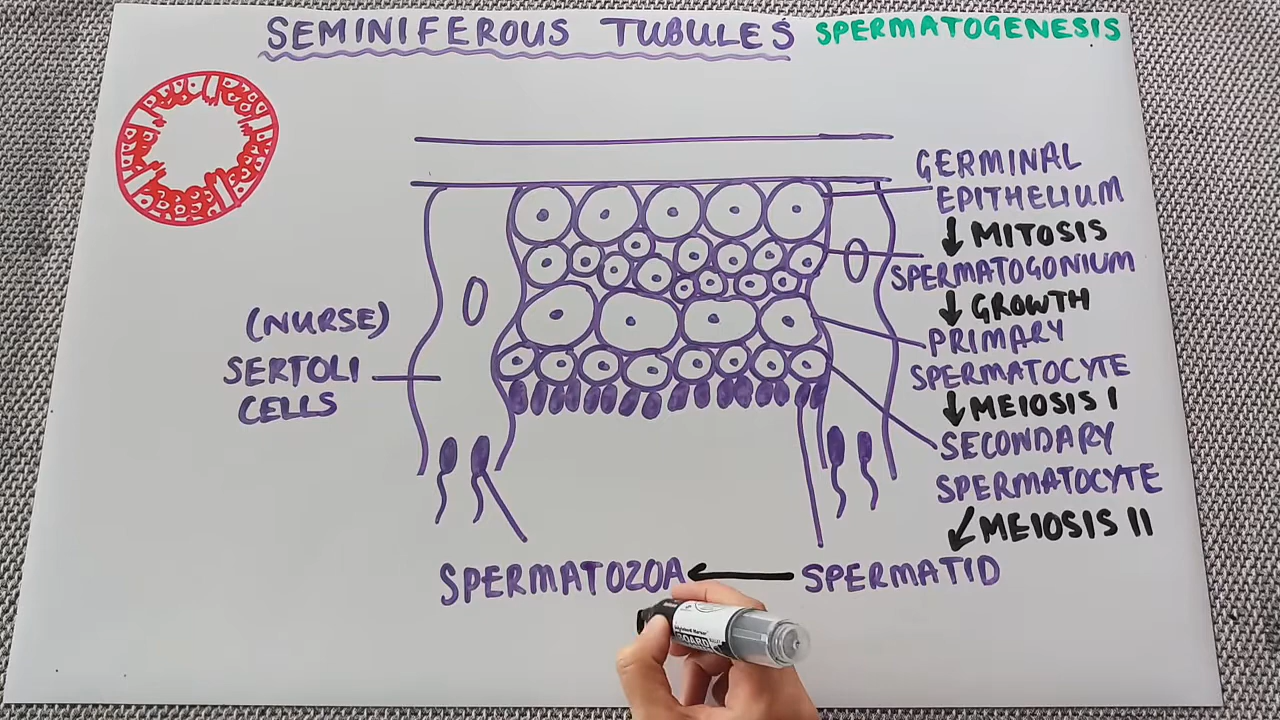 SEMINIFEROUS TUBULES SPERMATOGENESIS
GERMINAL
EPITHELIUM
MITOSIS
SPERMATOGONIUM
GROWTH
PRIMARY
SPERMATOCYTE
MEIOSIS I
SECONDARY
SPERMATOCYTE
MEIOSIS II
SPERMATID
SPERMATOZOA
(NURSE)
SERTOLI
CELLS